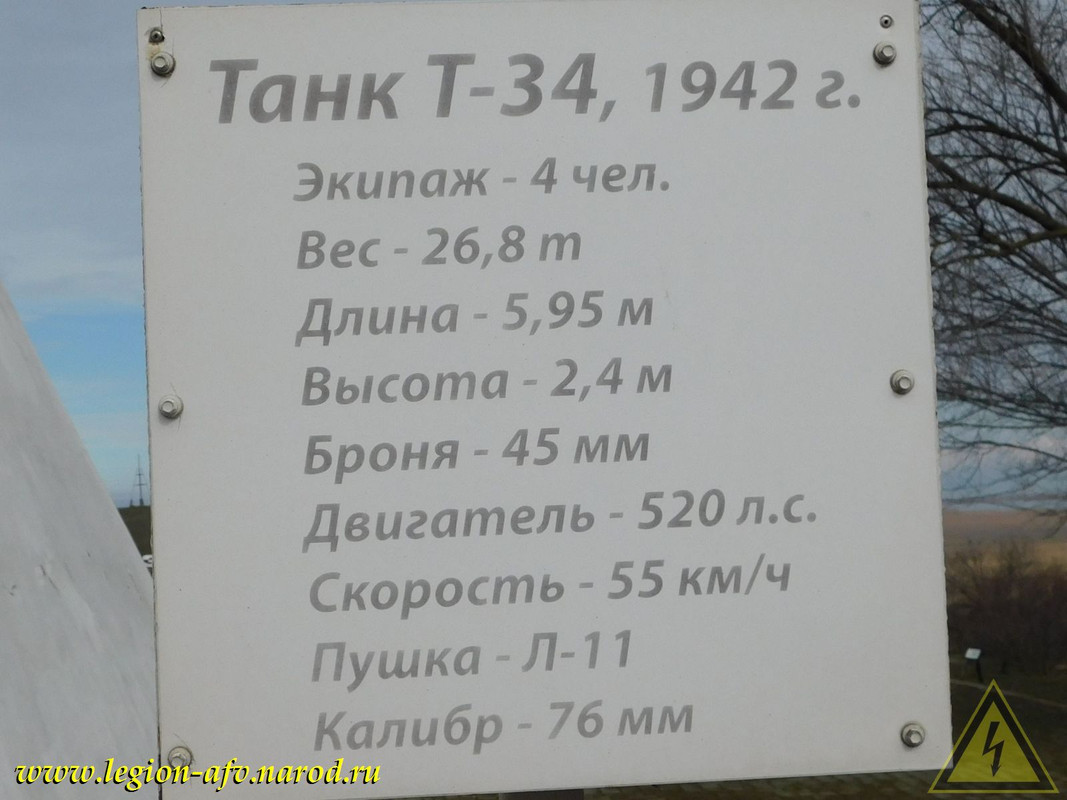 Танк Т-34, 1942 г.
Экипаж - 4 чел.
Вес - 26,8 т
Длина - 5,95 м
Высота - 2,4 м
Броня - 45 мм
Двигатель - 520 л.с.
Скорость - 55 км/ч
Пушка - Л-11
Калибр - 76 мм
www.legion-afv.narod.ru